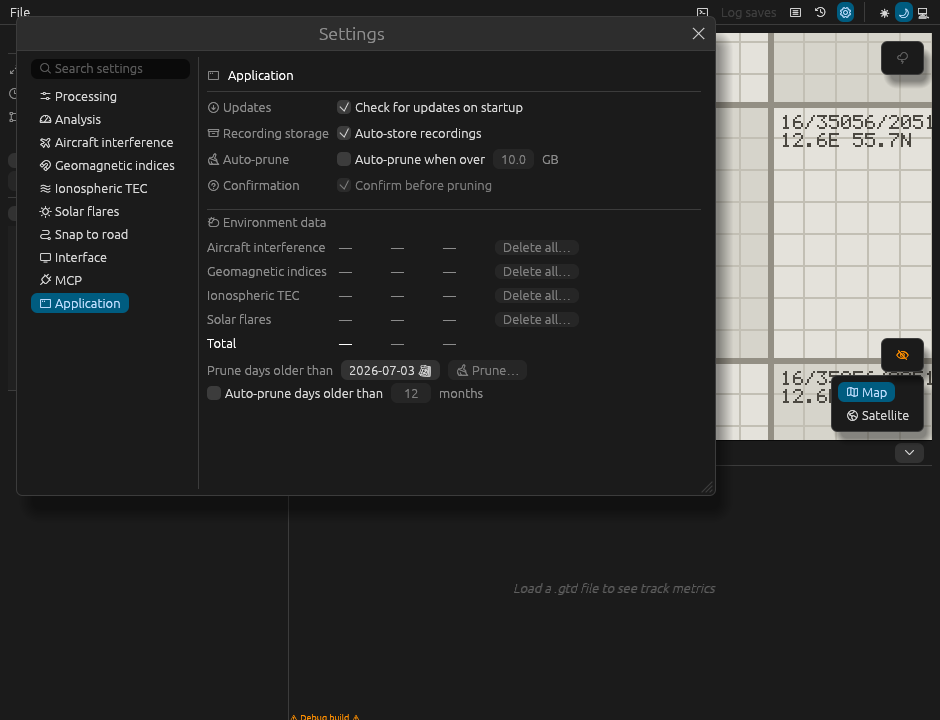 File
Log saves
Settings
Search settings
Processing
Analysis
Aircraft interference
Geomagnetic indices
Ionospheric TEC
Solar flares
Snap to road
Interface
MCP
Application
Application
Updates
Check for updates on startup
Recording storage
Auto-store recordings
Auto-prune
Auto-prune when over 10.0 GB
Confirmation
Confirm before pruning
Environment data
Aircraft interference — — — Delete all…
Geomagnetic indices — — — Delete all…
Ionospheric TEC — — — Delete all…
Solar flares — — — Delete all…
Total — — —
Prune days older than 2026-07-03 Prune…
Auto-prune days older than 12 months
16/35056/2051
12.6E 55.7N
Map
Satellite
Load a .gtd file to see track metrics
⚠ Debug build ⚠